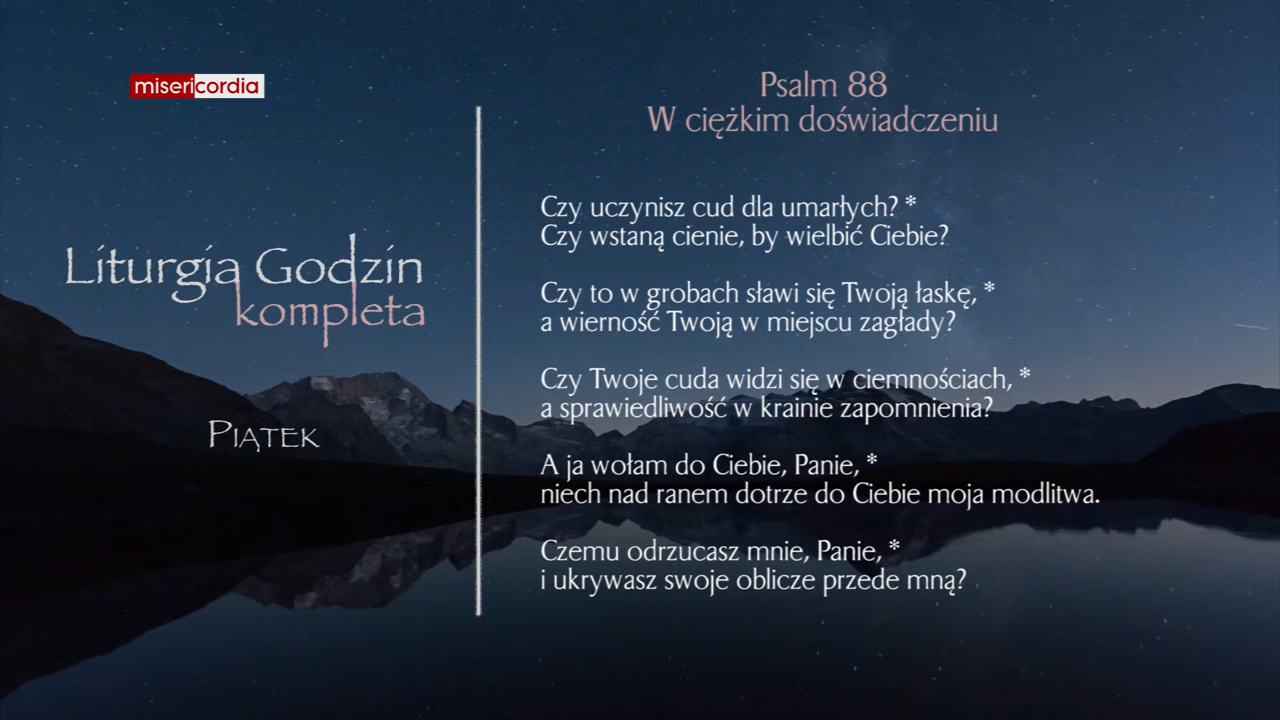 misericordia
Liturgia Godzin
kompleta
Piątek
Psalm 88
W ciężkim doświadczeniu
Czy uczynisz cud dla umarłych? *
Czy wstaną cienie, by wielbić Ciebie?
Czy to w grobach sławi się Twoją łaskę, *
a wierność Twoją w miejscu zagłady?
Czy Twoje cuda widzi się w ciemnościach, *
a sprawiedliwość w krainie zapomnienia?
A ja wołam do Ciebie, Panie, *
niech nad ranem dotrze do Ciebie moja modlitwa.
Czemu odrzucasz mnie, Panie, *
i ukrywasz swoje oblicze przede mną?